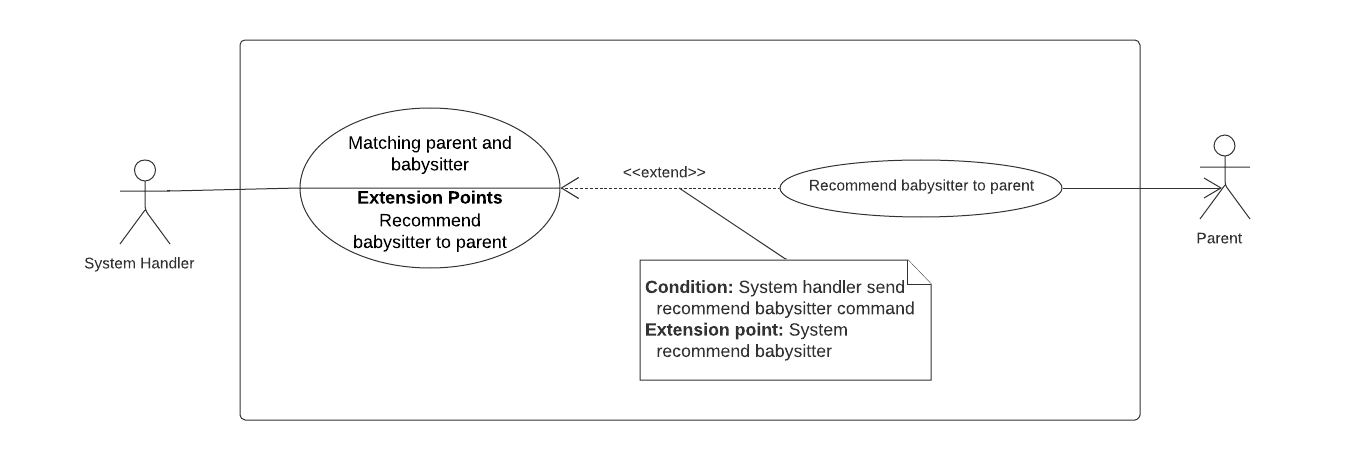 Matching parent and
babysitter
Extension Points
Recommend
babysitter to parent
<<extend>>
Recommend babysitter to parent
System Handler
Parent
Condition: System handler send
recommend babysitter command
Extension point: System
recommend babysitter